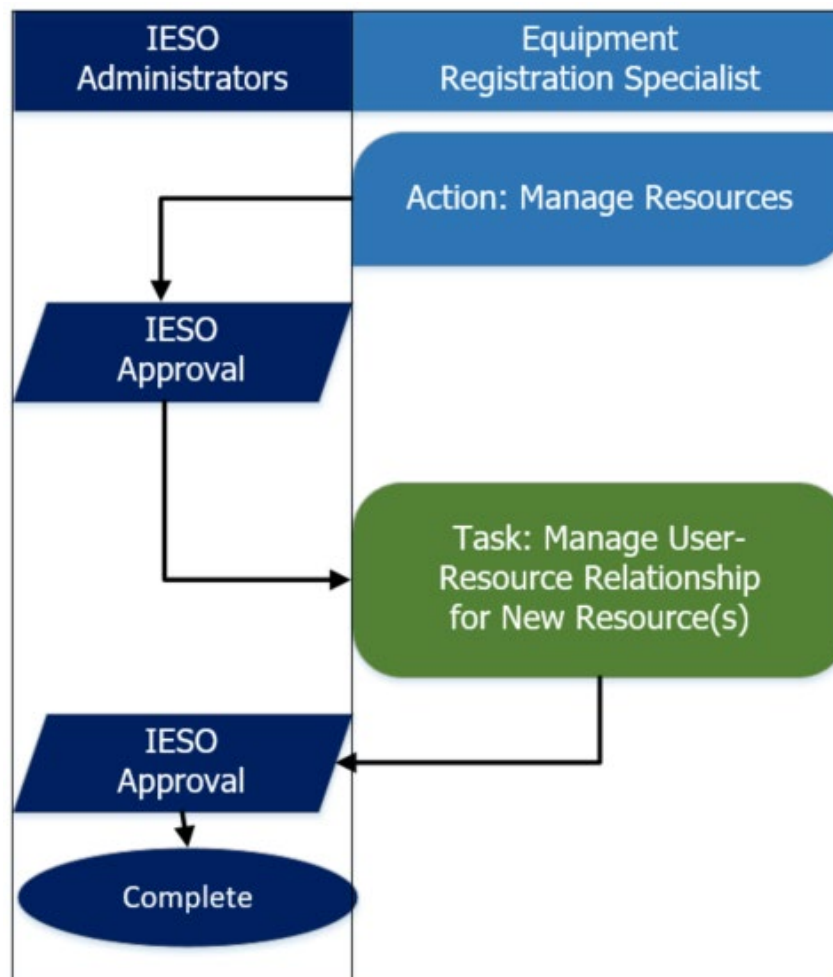 IESO
Administrators
Equipment
Registration Specialist
Action: Manage Resources
IESO
Approval
Task: Manage User-
Resource Relationship
for New Resource(s)
IESO
Approval
Complete